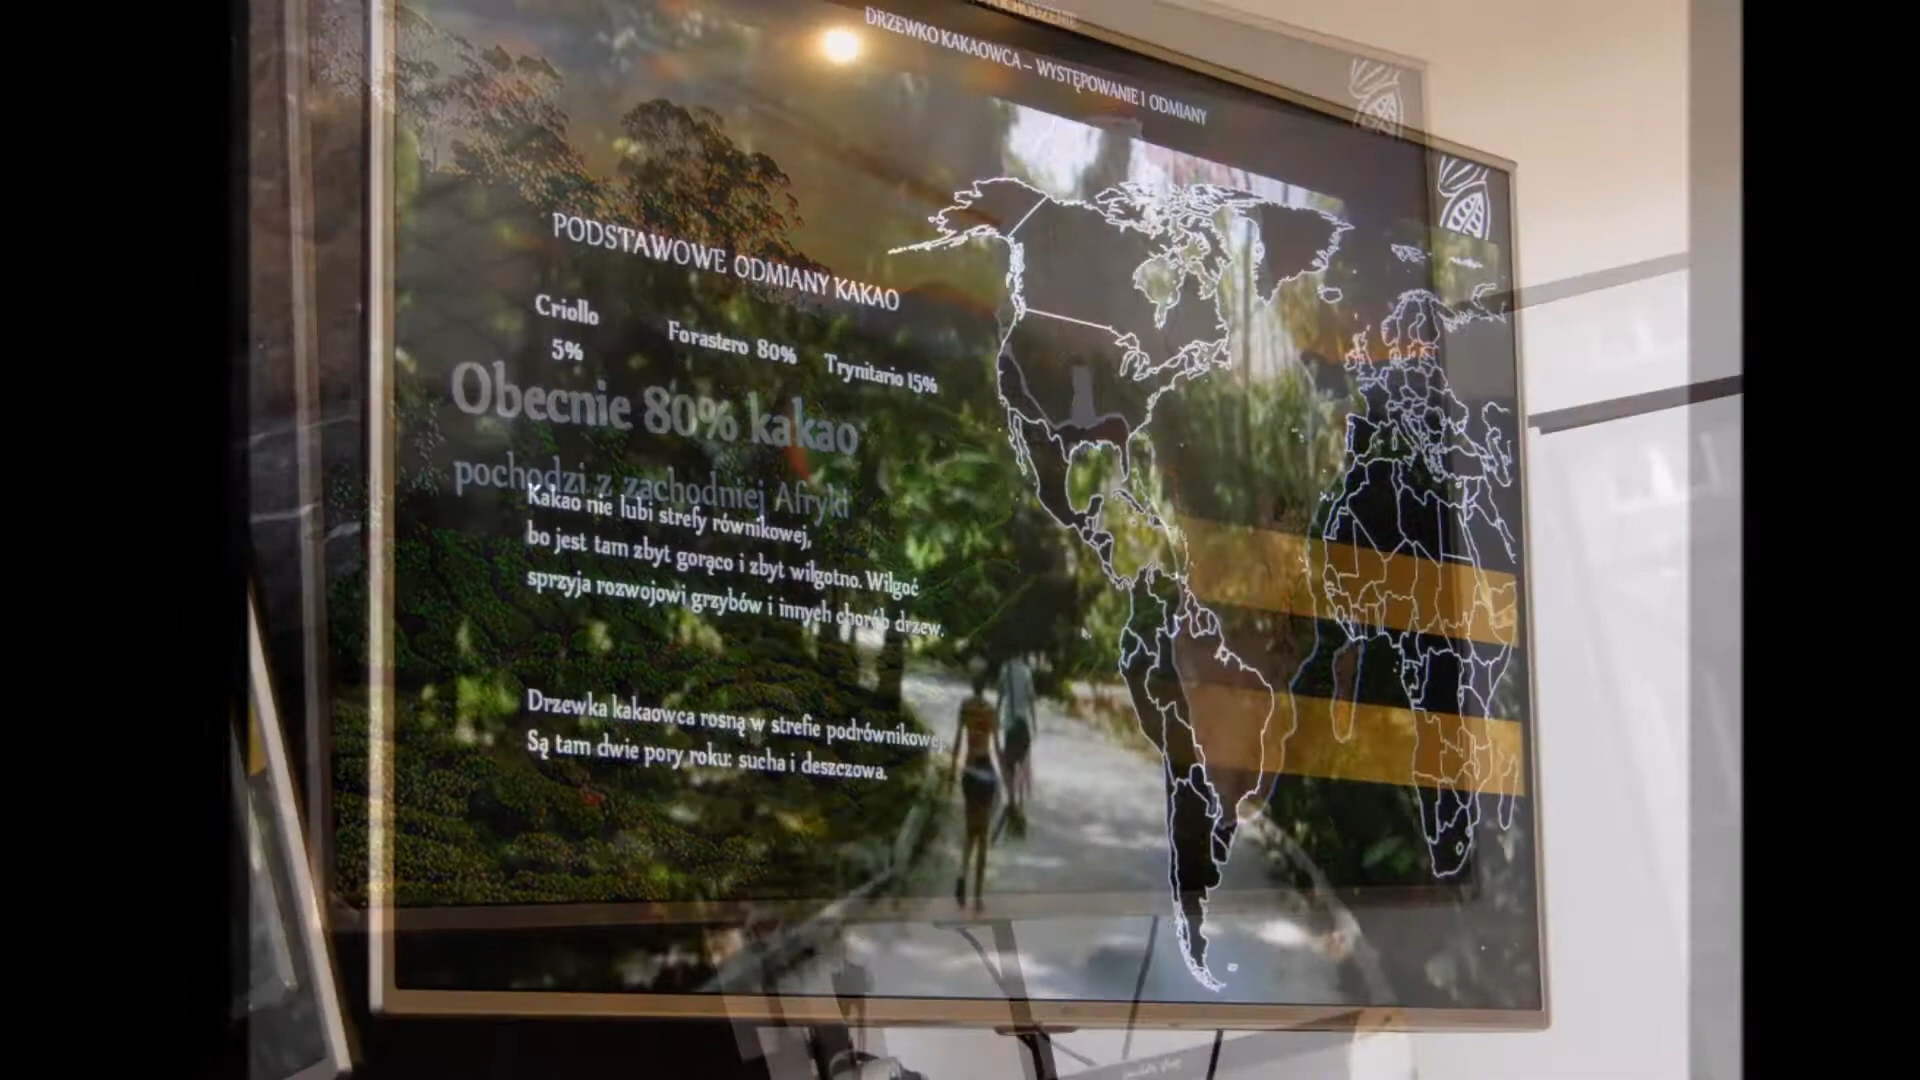 DRZEWKO KAKAOWCA – WYSTĘPOWANIE I ODMIANY
PODSTAWOWE ODMIANY KAKAO
Criollo
5%
Forastero 80%
Trynitario 15%
Obecnie 80% kakao
pochodzi z zachodniej Afryki
Kakao nie lubi strefy równikowej,
bo jest tam zbyt gorąco i zbyt wilgotno. Wilgoć
sprzyja rozwojowi grzybów i innych chorób drzew.
Drzewka kakaowca rosną w strefie podrównikowej.
Są tam dwie pory roku: sucha i deszczowa.